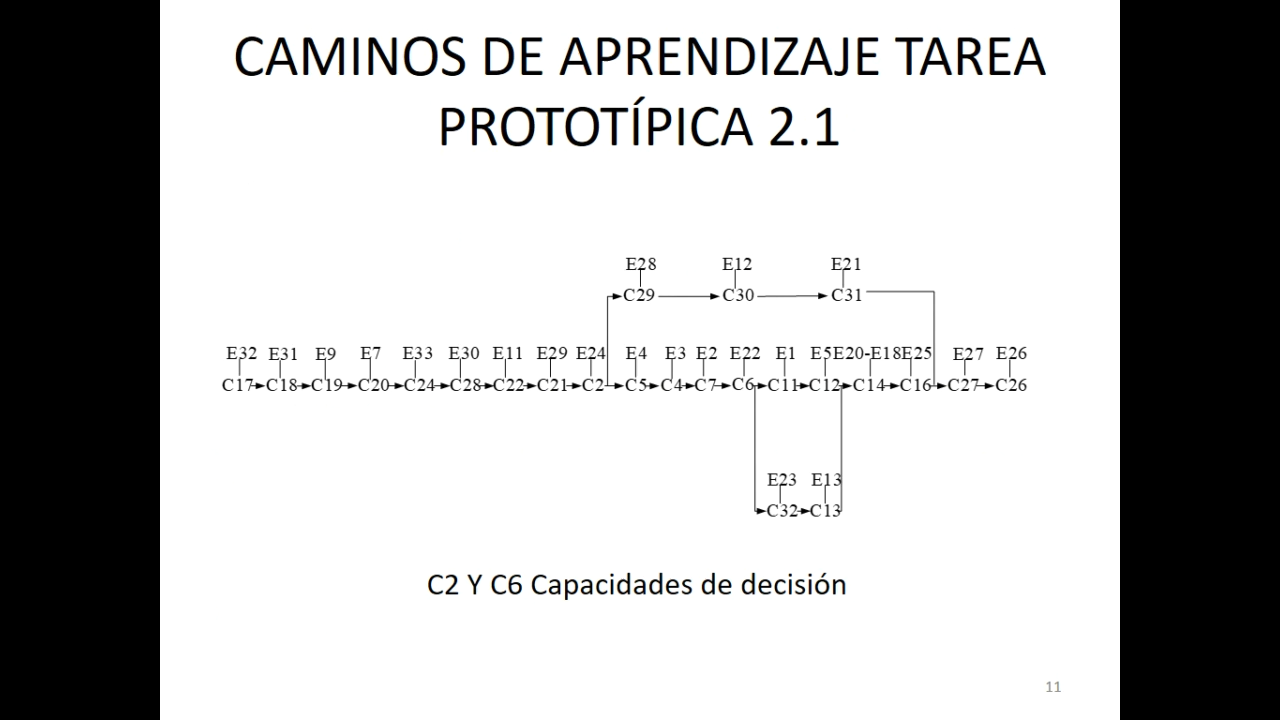 CAMINOS DE APRENDIZAJE TAREA
PROTOTÍPICA 2.1
E28 E12 E21
C29 C30 C31
E32 E31 E9 E7 E33 E30 E11 E29 E24 E4 E3 E2 E22 E1 E5 E20-E18 E25 E27 E26
C17 C18 C19 C20 C24 C28 C22 C21 C2 C5 C4 C7 C6 C11 C12 C14 C16 C27 C26
E23 E13
C32 C13
C2 Y C6 Capacidades de decisión
11